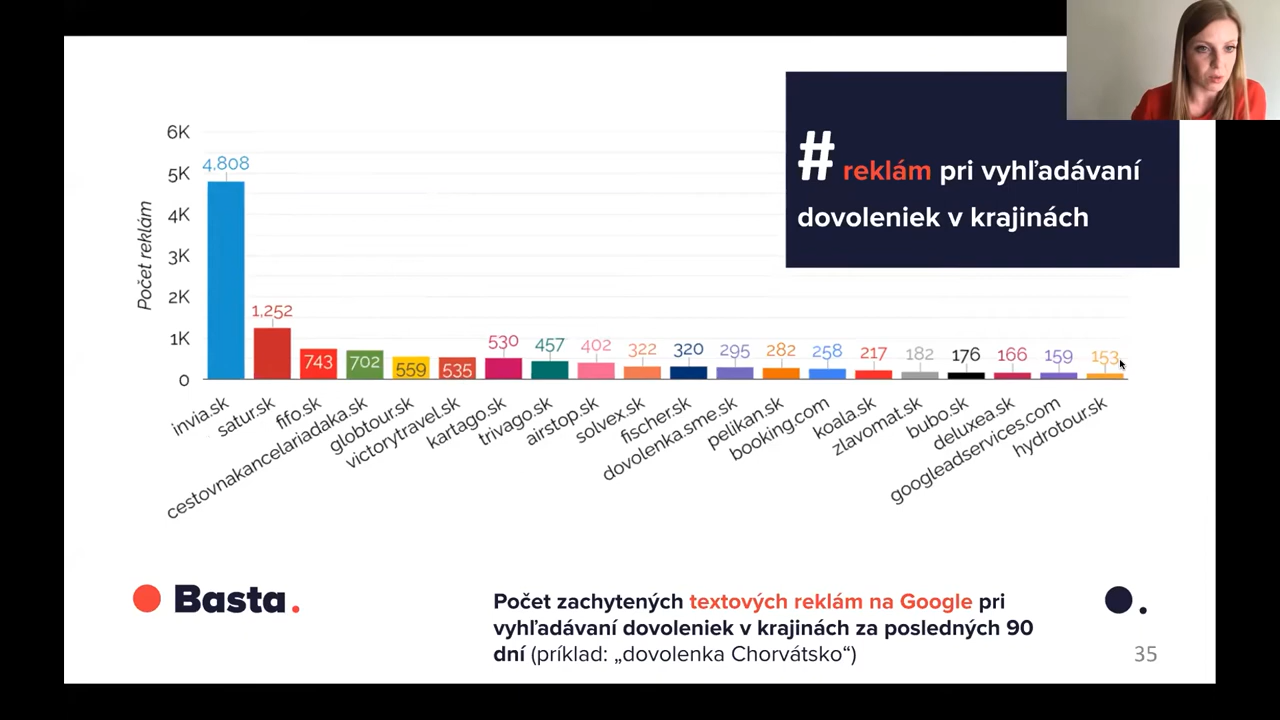 # reklám pri vyhľadávaní
dovoleniek v krajinách
Počet reklám
6K
5K
4K
3K
2K
1K
0
4,808
1,252
743
702
559
535
530
457
402
322
320
295
282
258
217
182
176
166
159
153
invia.sk
satur.sk
fifo.sk
cestovnakancelariadaka.sk
globtour.sk
victorytravel.sk
kartago.sk
trivago.sk
airstop.sk
solvex.sk
fischer.sk
dovolenka.sme.sk
pelikan.sk
booking.com
koala.sk
zlavomat.sk
bubo.sk
deluxea.sk
googleadservices.com
hydrotour.sk
Basta.
Počet zachytených textových reklám na Google pri
vyhľadávaní dovoleniek v krajinách za posledných 90
dní (príklad: „dovolenka Chorvátsko“)
35